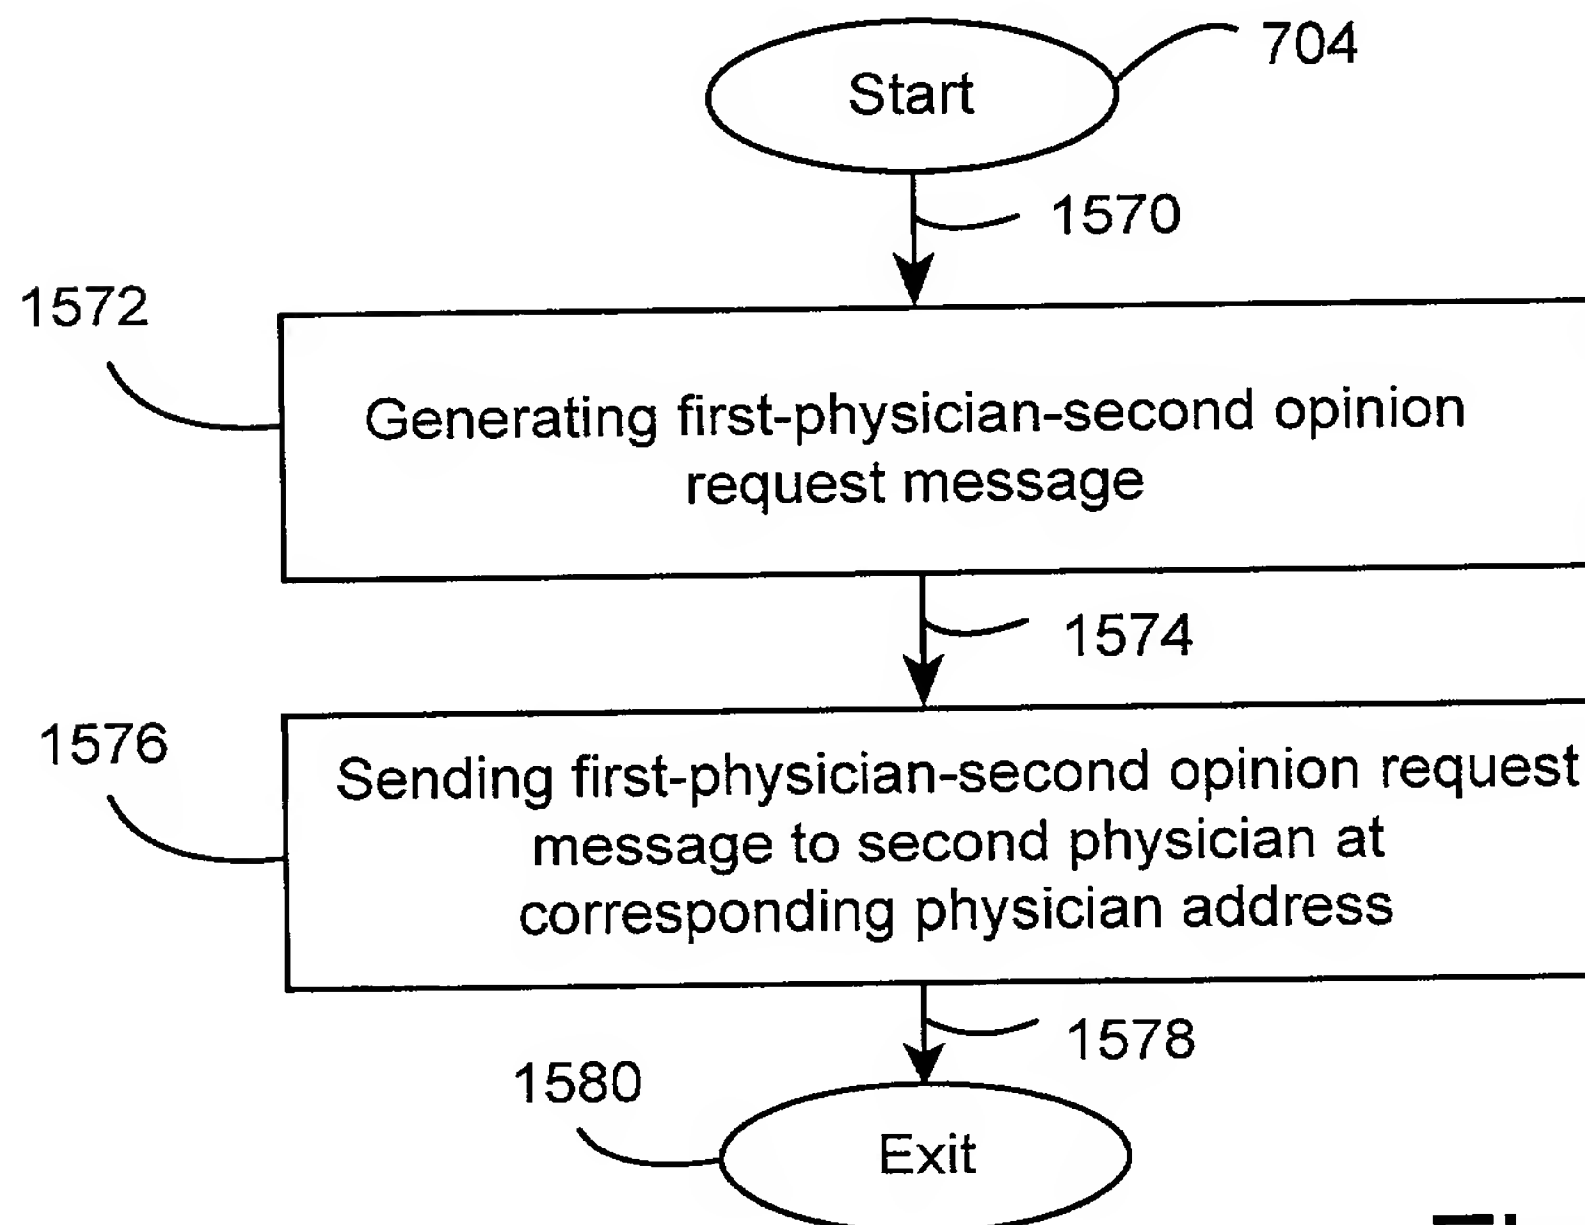 Start
704
1570
1572
Generating first-physician-second opinion
request message
1574
1576
Sending first-physician-second opinion request
message to second physician at
corresponding physician address
1578
1580
Exit